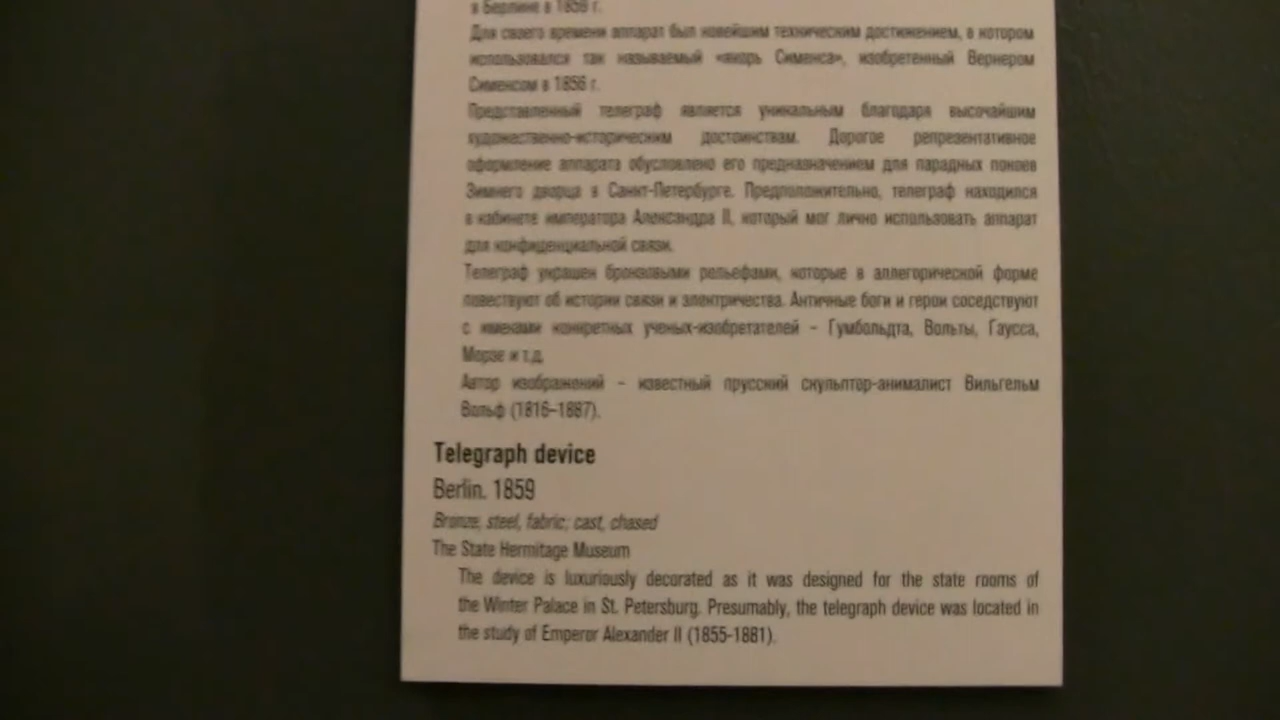 в Берлине в 1859 г.
Для своего времени аппарат был новейшим техническим достижением, в котором
использовался так называемый «якорь Сименса», изобретенный Вернером
Сименсом в 1856 г.
Представленный телеграф является уникальным благодаря высочайшим
художественно-историческим достоинствам. Дорогое репрезентативное
оформление аппарата обусловлено его предназначением для парадных покоев
Зимнего дворца в Санкт-Петербурге. Предположительно, телеграф находился
в кабинете императора Александра II, который мог лично использовать аппарат
для конфиденциальной связи.
Телеграф украшен бронзовыми рельефами, которые в аллегорической форме
повествуют об истории связи и электричества. Античные боги и герои соседствуют
с именами конкретных ученых-изобретателей – Гумбольдта, Вольты, Гаусса,
Морзе и т.д.
Автор изображений – известный прусский скульптор-анималист Вильгельм
Вольф (1816–1887).
Telegraph device
Berlin. 1859
Bronze, steel, fabric; cast, chased
The State Hermitage Museum
The device is luxuriously decorated as it was designed for the state rooms of
the Winter Palace in St. Petersburg. Presumably, the telegraph device was located in
the study of Emperor Alexander II (1855-1881).